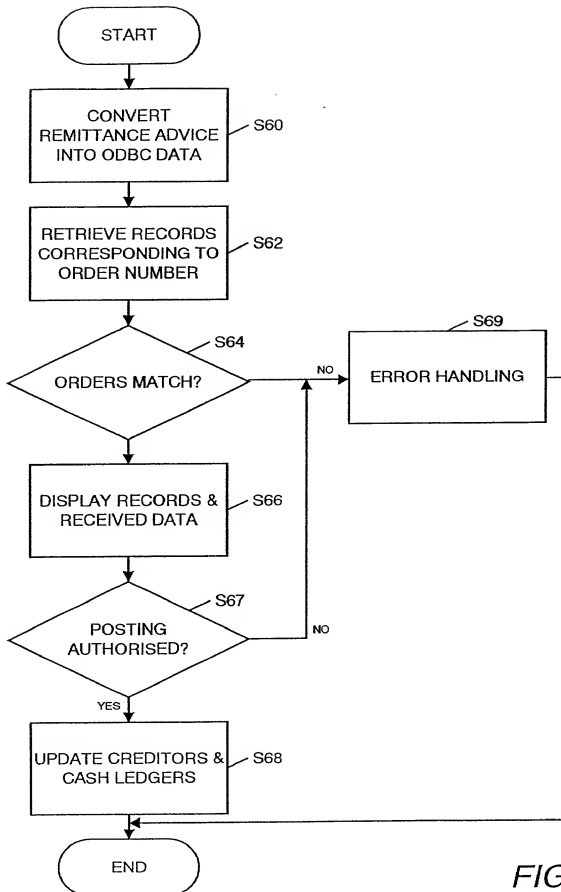 START
CONVERT
REMITTANCE ADVICE
INTO ODBC DATA
S60
RETRIEVE RECORDS
CORRESPONDING TO
ORDER NUMBER
S62
S64
ORDERS MATCH?
NO
S69
ERROR HANDLING
DISPLAY RECORDS &
RECEIVED DATA
S66
S67
POSTING
AUTHORISED?
NO
YES
UPDATE CREDITORS &
CASH LEDGERS
S68
END
FIG